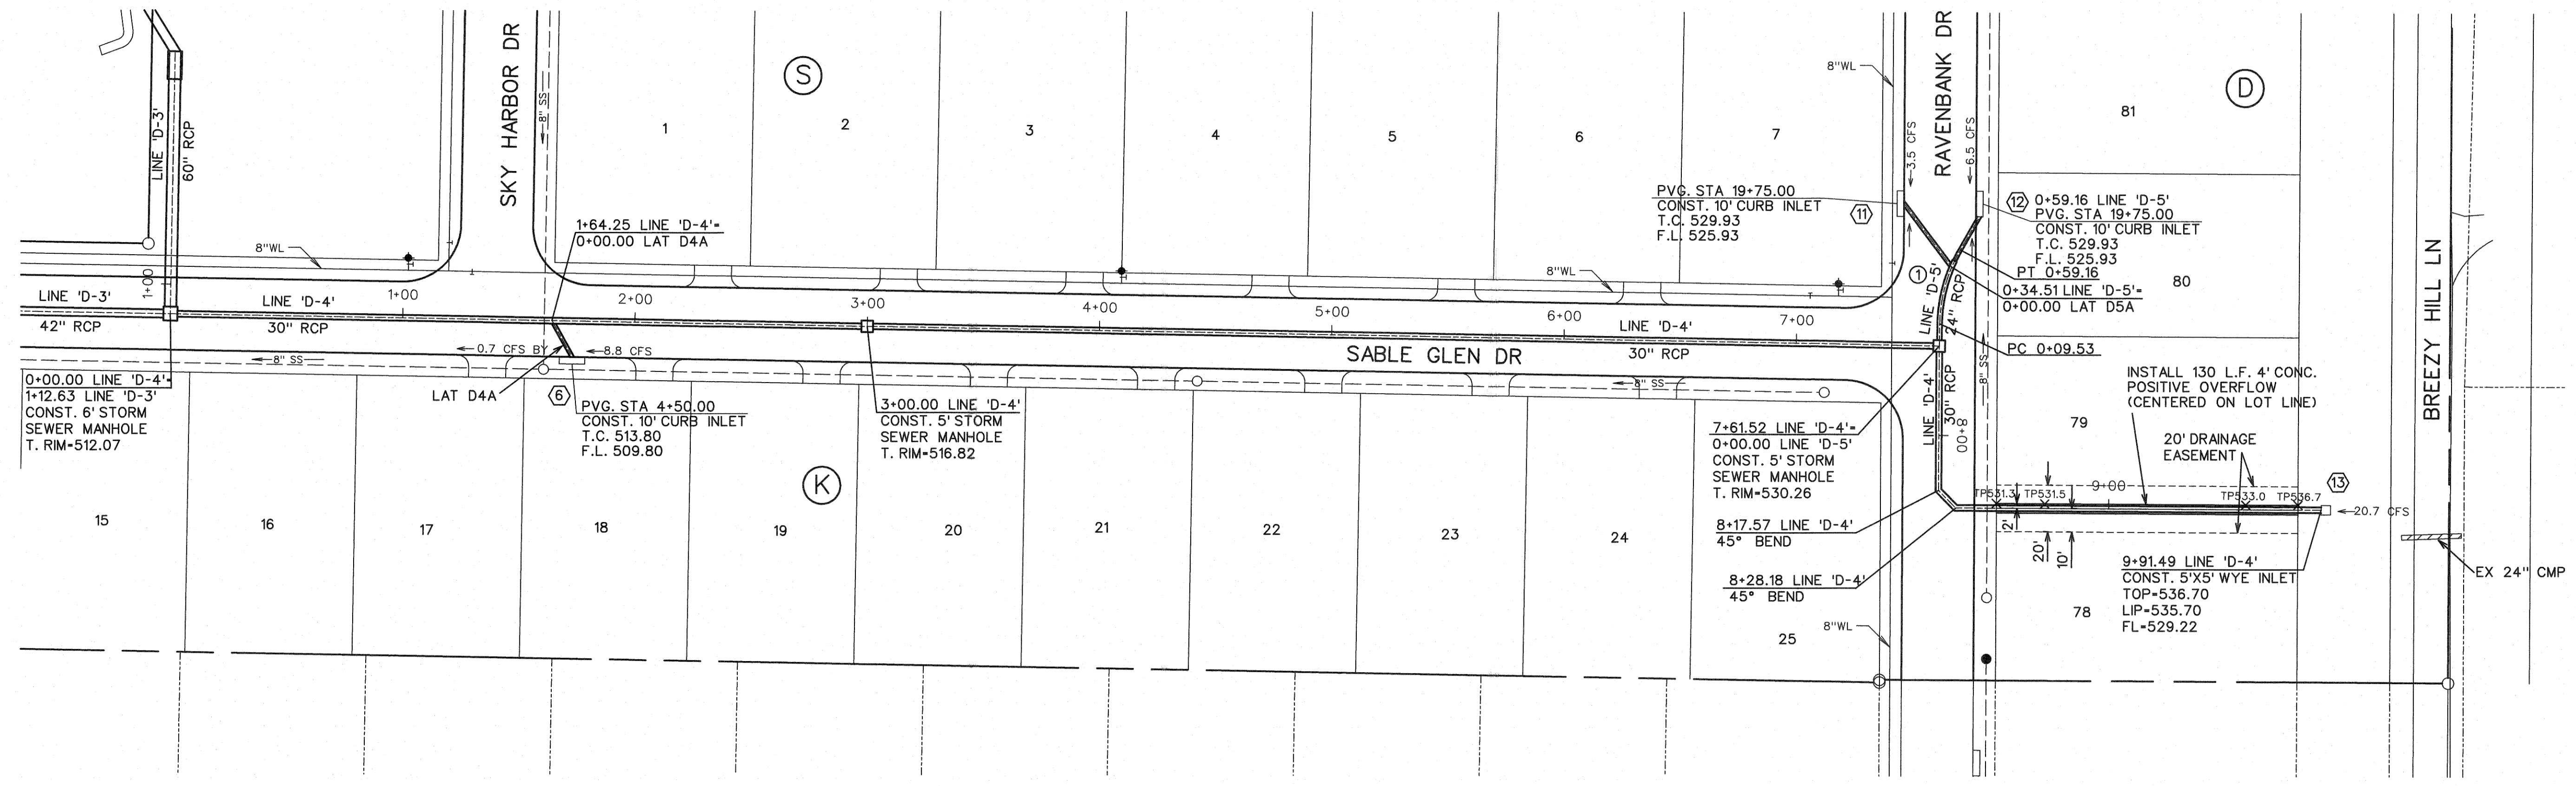 LINE 'D-3'
60" RCP
SKY HARBOR DR
8" SS
S
1
2
3
4
5
6
7
8"WL
RAVENBANK DR
3.5 CFS
6.5 CFS
D
81
80
BREEZY HILL LN
PVG. STA 19+75.00
CONST. 10' CURB INLET
T.C. 529.93
F.L. 525.93
11
12
0+59.16 LINE 'D-5'
PVG. STA 19+75.00
CONST. 10' CURB INLET
T.C. 529.93
F.L. 525.93
PT 0+59.16
0+34.51 LINE 'D-5'=
0+00.00 LAT D5A
1
LINE 'D-5'
24" RCP
PC 0+09.53
1+64.25 LINE 'D-4'=
0+00.00 LAT D4A
8"WL
8"WL
1+00
LINE 'D-3'
42" RCP
LINE 'D-4'
30" RCP
1+00
2+00
3+00
4+00
5+00
6+00
7+00
LINE 'D-4'
30" RCP
SABLE GLEN DR
0.7 CFS BY
8.8 CFS
8" SS
8" SS
8" SS
0+00.00 LINE 'D-4'=
1+12.63 LINE 'D-3'
CONST. 6' STORM
SEWER MANHOLE
T. RIM=512.07
LAT D4A
6
PVG. STA 4+50.00
CONST. 10' CURB INLET
T.C. 513.80
F.L. 509.80
3+00.00 LINE 'D-4'
CONST. 5' STORM
SEWER MANHOLE
T. RIM=516.82
K
7+61.52 LINE 'D-4'=
0+00.00 LINE 'D-5'
CONST. 5' STORM
SEWER MANHOLE
T. RIM=530.26
LINE 'D-4'
30" RCP
8+00
8+17.57 LINE 'D-4'
45° BEND
8+28.18 LINE 'D-4'
45° BEND
INSTALL 130 L.F. 4' CONC.
POSITIVE OVERFLOW
(CENTERED ON LOT LINE)
79
20' DRAINAGE
EASEMENT
TP531.3
TP531.5
9+00
TP533.0
TP536.7
13
20.7 CFS
2'
20'
10'
9+91.49 LINE 'D-4'
CONST. 5'X5' WYE INLET
TOP=536.70
LIP=535.70
FL=529.22
EX 24" CMP
78
15
16
17
18
19
20
21
22
23
24
25
8"WL